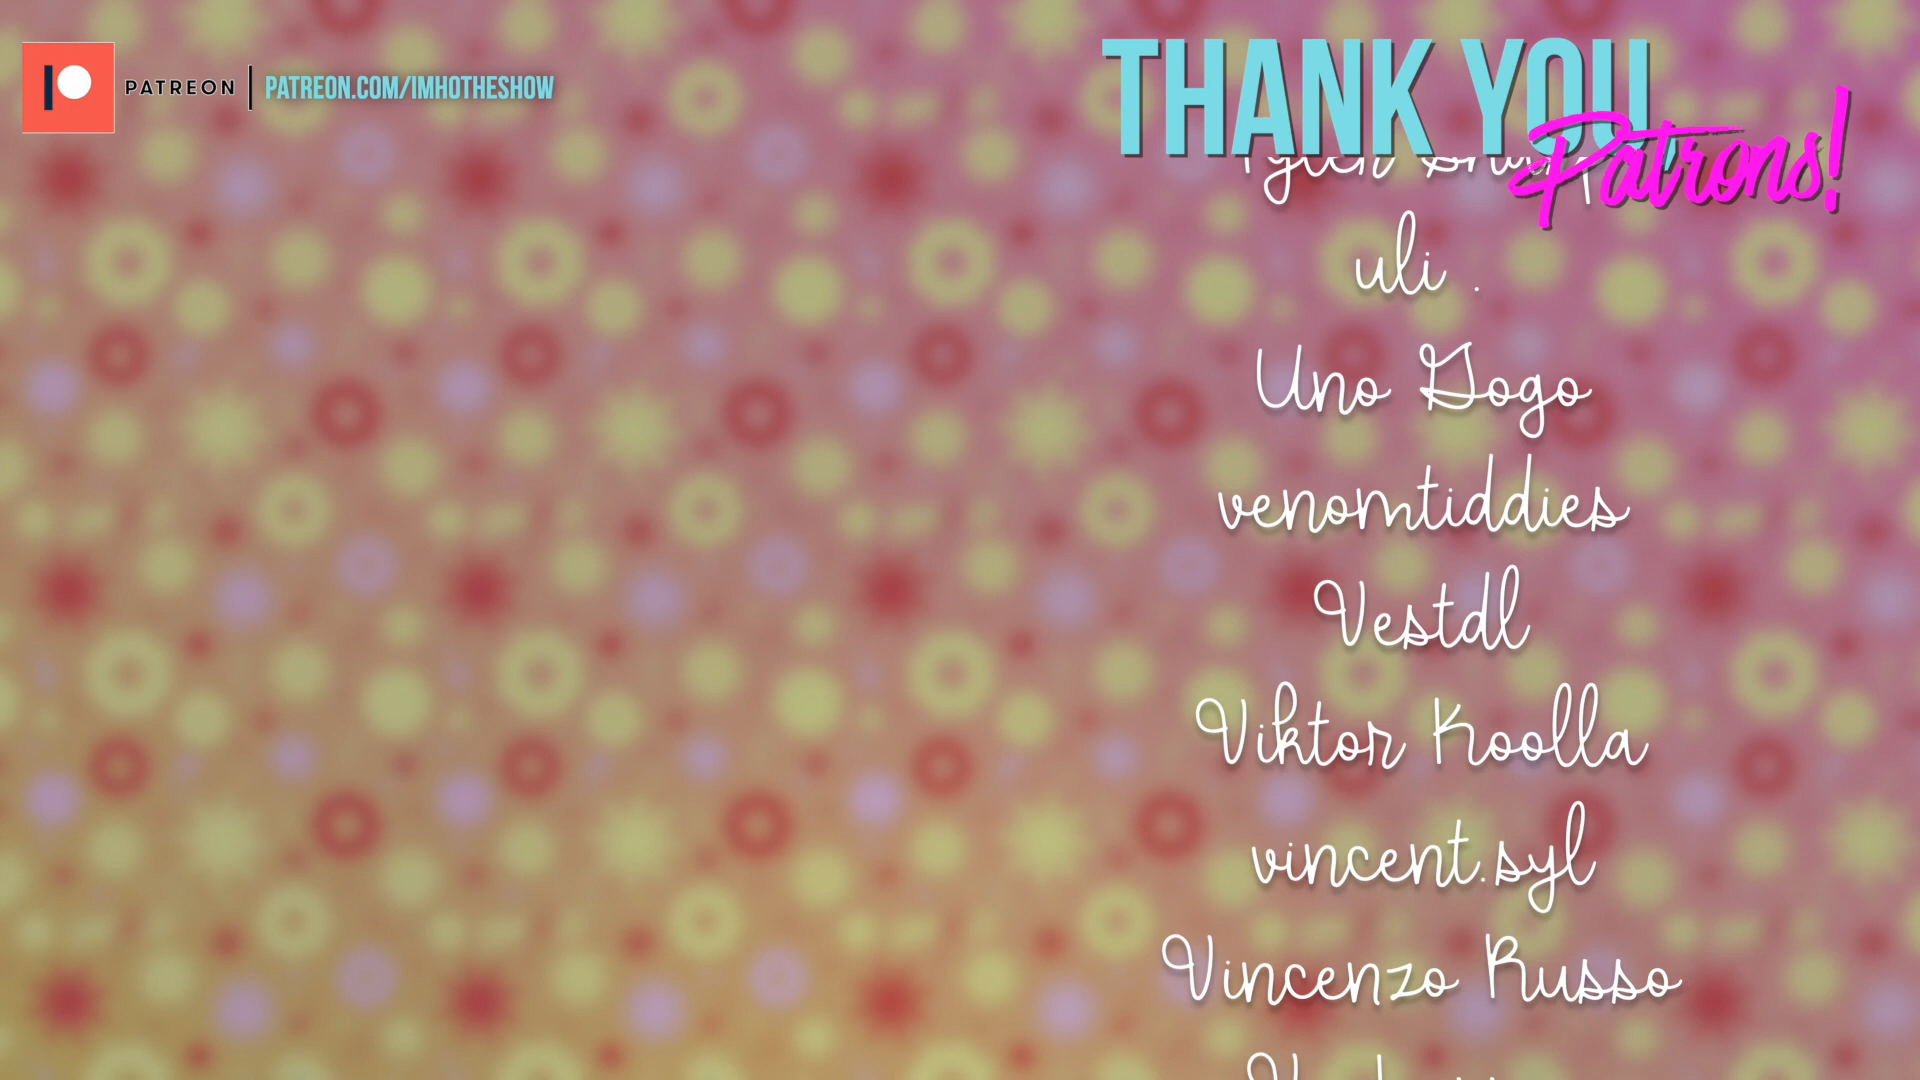 PATREON | PATREON.COM/IMHOTHESHOW
THANK YOU,
Patrons!
uli .
Uno Gogo
venomtiddies
Vestdl
Viktor Koolla
vincent.syl
Vincenzo Russo